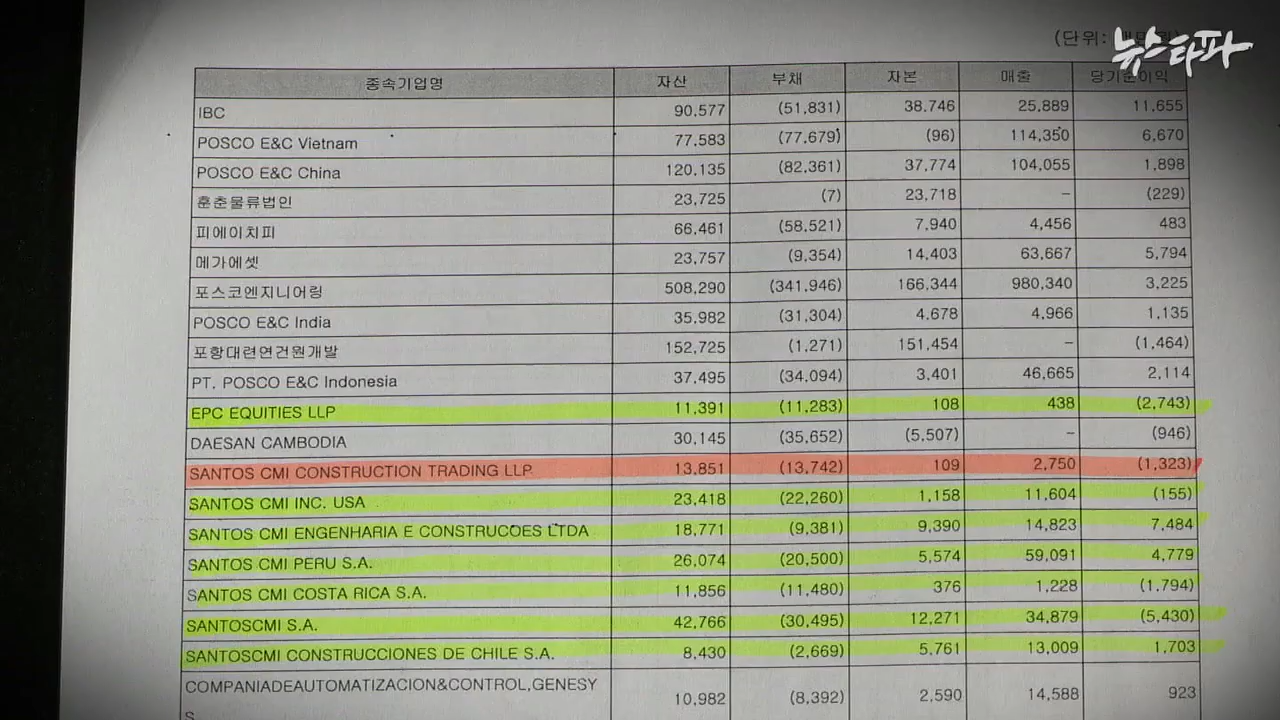 (단위:
뉴스타파
종속기업명 자산 부채 자본 매출 당기순이익
IBC 90,577 (51,831) 38,746 25,889 11,655
POSCO E&C Vietnam 77,583 (77,679) (96) 114,350 6,670
POSCO E&C China 120,135 (82,361) 37,774 104,055 1,898
훈춘물류법인 23,725 (7) 23,718 - (229)
피에이치피 66,461 (58,521) 7,940 4,456 483
메가에셋 23,757 (9,354) 14,403 63,667 5,794
포스코엔지니어링 508,290 (341,946) 166,344 980,340 3,225
POSCO E&C India 35,982 (31,304) 4,678 4,966 1,135
포항대련연건원개발 152,725 (1,271) 151,454 - (1,464)
PT. POSCO E&C Indonesia 37,495 (34,094) 3,401 46,665 2,114
EPC EQUITIES LLP 11,391 (11,283) 108 438 (2,743)
DAESAN CAMBODIA 30,145 (35,652) (5,507) - (946)
SANTOS CMI CONSTRUCTION TRADING LLP 13,851 (13,742) 109 2,750 (1,323)
SANTOS CMI INC. USA 23,418 (22,260) 1,158 11,604 (155)
SANTOS CMI ENGENHARIA E CONSTRUCOES LTDA 18,771 (9,381) 9,390 14,823 7,484
SANTOS CMI PERU S.A. 26,074 (20,500) 5,574 59,091 4,779
SANTOS CMI COSTA RICA S.A. 11,856 (11,480) 376 1,228 (1,794)
SANTOSCMI S.A. 42,766 (30,495) 12,271 34,879 (5,430)
SANTOSCMI CONSTRUCCIONES DE CHILE S.A. 8,430 (2,669) 5,761 13,009 1,703
COMPANIADEAUTOMATIZACION&CONTROL,GENESY 10,982 (8,392) 2,590 14,588 923
S